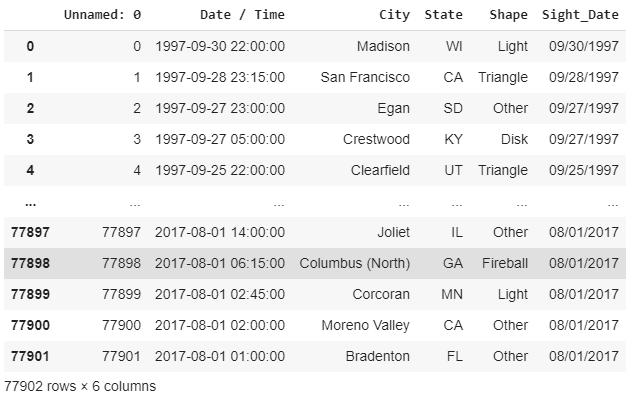 Unnamed: 0 Date / Time City State Shape Sight_Date
0 0 1997-09-30 22:00:00 Madison WI Light 09/30/1997
1 1 1997-09-28 23:15:00 San Francisco CA Triangle 09/28/1997
2 2 1997-09-27 23:00:00 Egan SD Other 09/27/1997
3 3 1997-09-27 05:00:00 Crestwood KY Disk 09/27/1997
4 4 1997-09-25 22:00:00 Clearfield UT Triangle 09/25/1997
... ... ... ... ... ... ...
77897 77897 2017-08-01 14:00:00 Joliet IL Other 08/01/2017
77898 77898 2017-08-01 06:15:00 Columbus (North) GA Fireball 08/01/2017
77899 77899 2017-08-01 02:45:00 Corcoran MN Light 08/01/2017
77900 77900 2017-08-01 02:00:00 Moreno Valley CA Other 08/01/2017
77901 77901 2017-08-01 01:00:00 Bradenton FL Other 08/01/2017
77902 rows × 6 columns